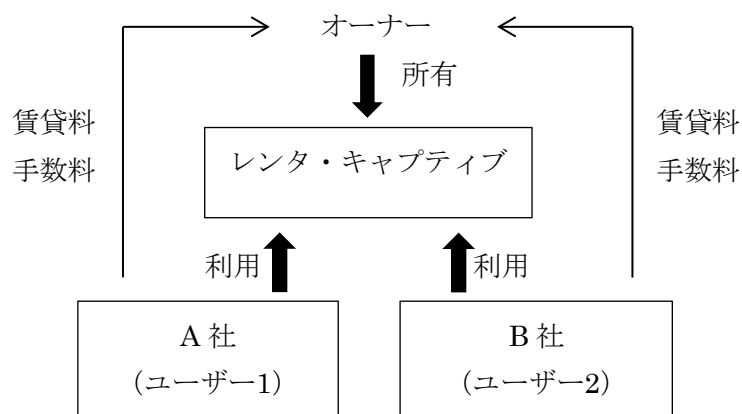 オーナー
所有
賃貸料
手数料
賃貸料
手数料
レンタ・キャプティブ
利用
利用
A 社
(ユーザー1)
B 社
(ユーザー2)